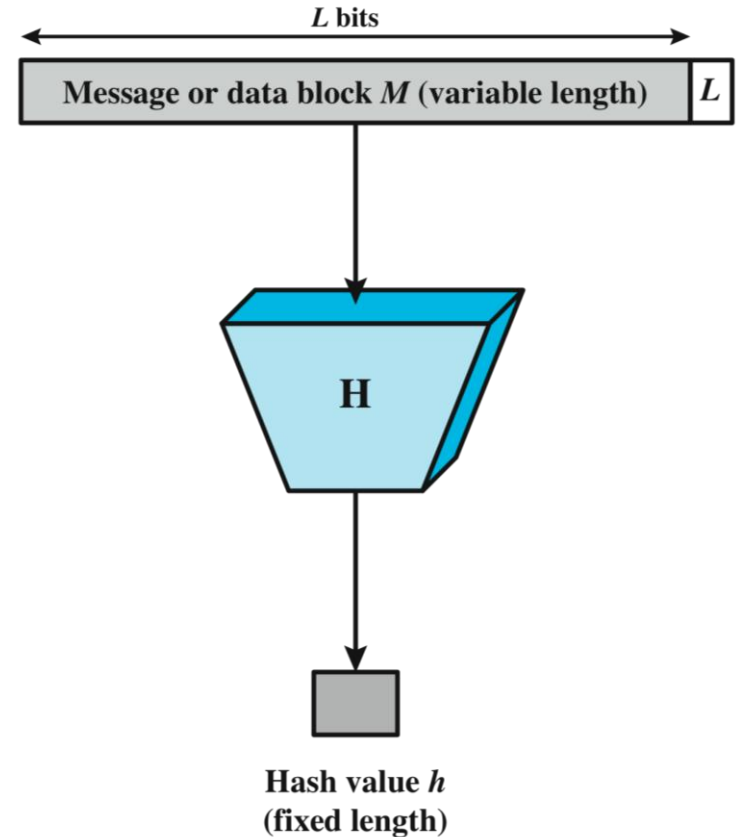 L bits
Message or data block M (variable length) L
H
Hash value h
(fixed length)